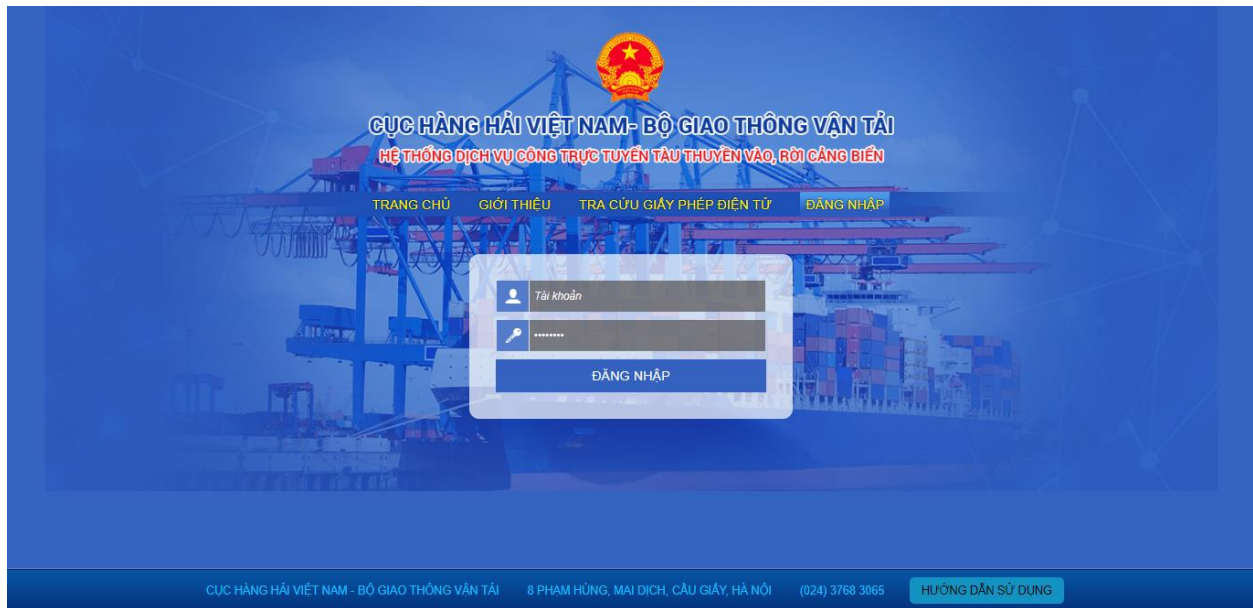 CỤC HÀNG HẢI VIỆT NAM- BỘ GIAO THÔNG VẬN TẢI
HỆ THỐNG DỊCH VỤ CÔNG TRỰC TUYẾN TÀU THUYỀN VÀO, RỜI CẢNG BIỂN
TRANG CHỦ GIỚI THIỆU TRA CỨU GIẤY PHÉP ĐIỆN TỬ ĐĂNG NHẬP
Tài khoản
••••••••
ĐĂNG NHẬP
CỤC HÀNG HẢI VIỆT NAM - BỘ GIAO THÔNG VẬN TẢI 8 PHẠM HÙNG, MAI DỊCH, CẦU GIẤY, HÀ NỘI (024) 3768 3065 HƯỚNG DẪN SỬ DỤNG